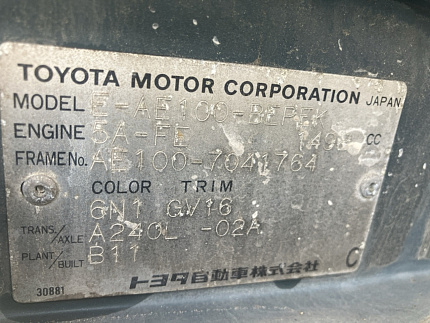 TOYOTA MOTOR CORPORATION JAPAN
MODEL E-AE100-BEPEK
ENGINE 5A-FE 1498 CC
FRAME No. AE100-7041764
COLOR TRIM
6N1 GV16
TRANS./AXLE A240L -02A
PLANT/BUILT B11
トヨタ自動車株式会社 C
30881